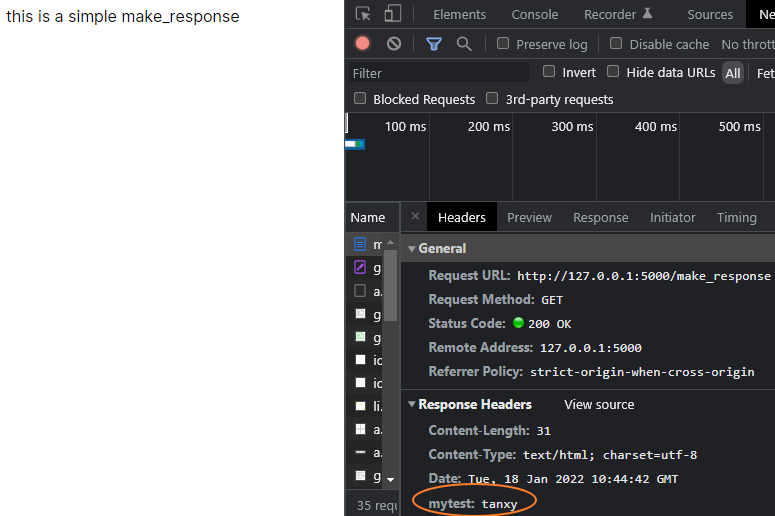 this is a simple make_response
Elements Console Recorder Sources Ne
Preserve log Disable cache No thrott
Filter Invert Hide data URLs All Fet
Blocked Requests 3rd-party requests
100 ms 200 ms 300 ms 400 ms 500 ms
Name × Headers Preview Response Initiator Timing
m
g
a.
g
g
ic
ic
li.
a.
a.
g
35 requ
General
Request URL: http://127.0.0.1:5000/make_response
Request Method: GET
Status Code: 200 OK
Remote Address: 127.0.0.1:5000
Referrer Policy: strict-origin-when-cross-origin
Response Headers View source
Content-Length: 31
Content-Type: text/html; charset=utf-8
Date: Tue, 18 Jan 2022 10:44:42 GMT
mytest: tanxy